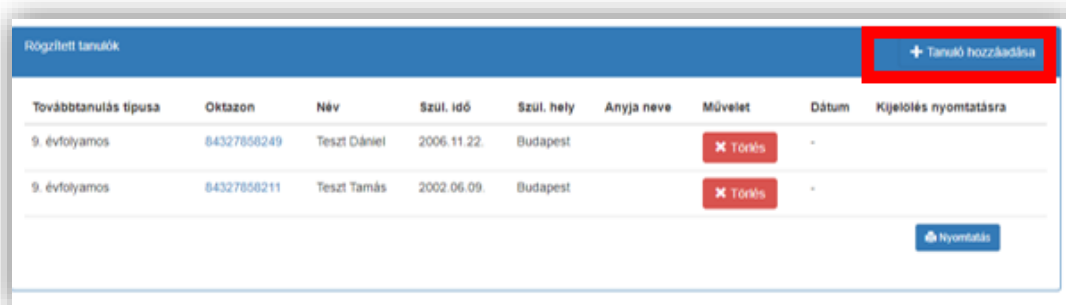 Rögzített tanulók + Tanuló hozzáadása
Továbbtanulás típusa Oktazon Név Szül. idő Szül. hely Anyja neve Művelet Dátum Kijelölés nyomtatásra
9. évfolyamos 84327858249 Teszt Dániel 2006.11.22. Budapest Törlés -
9. évfolyamos 84327858211 Teszt Tamás 2002.06.09. Budapest Törlés -
Nyomtatás